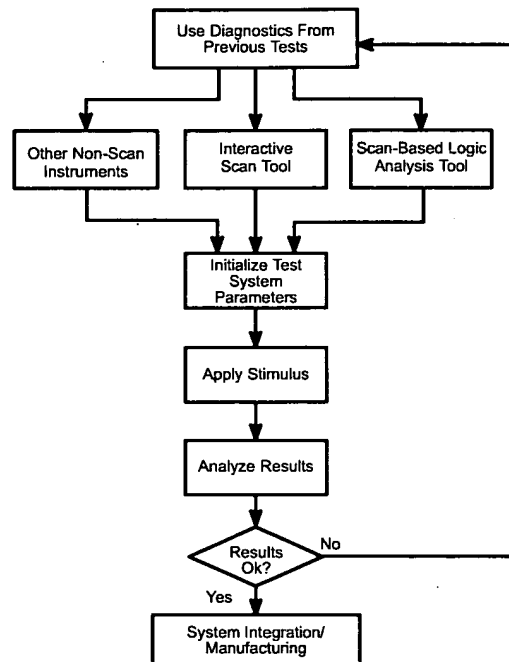 Use Diagnostics From
Previous Tests
Other Non-Scan
Instruments
Interactive
Scan Tool
Scan-Based Logic
Analysis Tool
Initialize Test
System
Parameters
Apply Stimulus
Analyze Results
Results
Ok?
No
Yes
System Integration/
Manufacturing